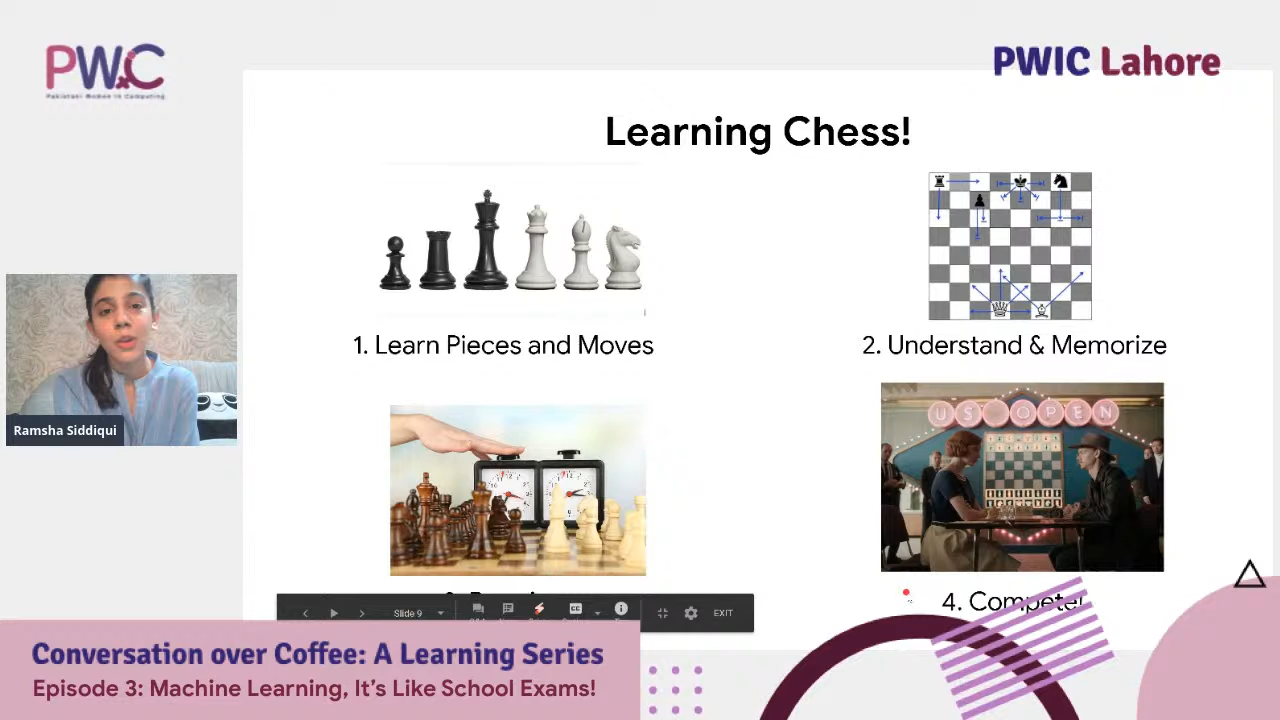 PWiC
Pakistani Women in Computing
PWIC Lahore
Learning Chess!
1. Learn Pieces and Moves
2. Understand & Memorize
US OPEN
4. Compete!
Ramsha Siddiqui
Slide 9
CC
EXIT
Conversation over Coffee: A Learning Series
Episode 3: Machine Learning, It's Like School Exams!